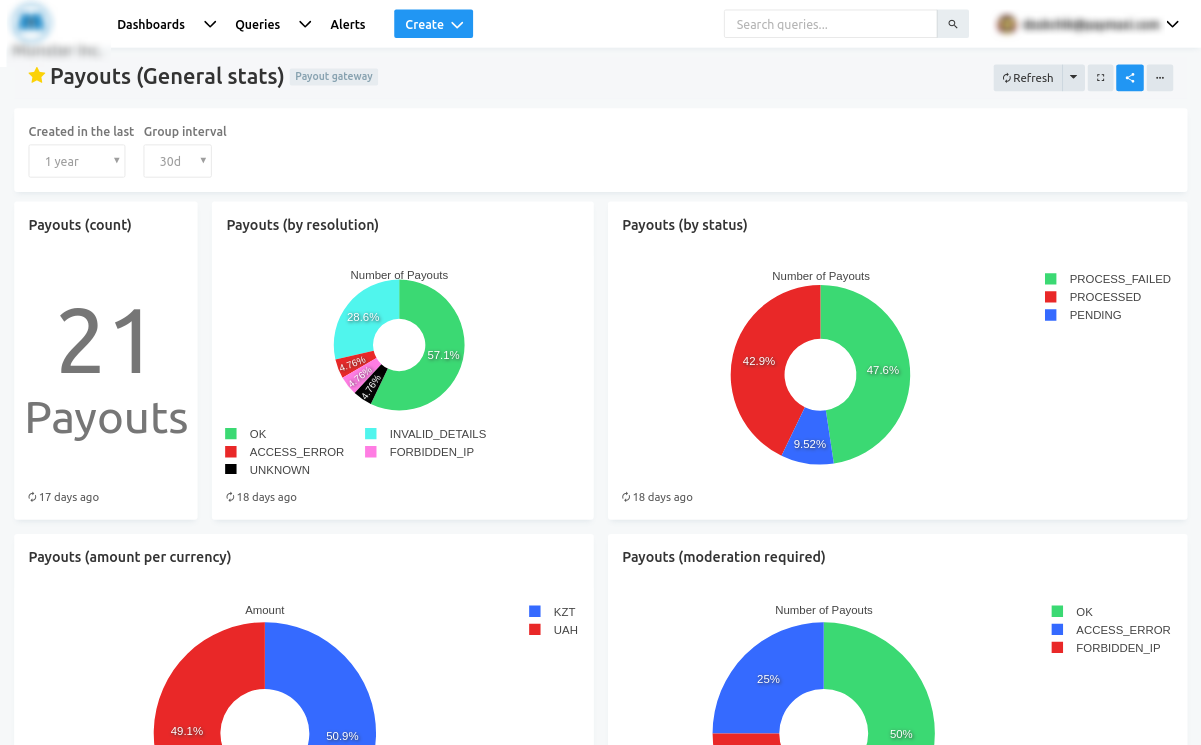 Dashboards Queries Alerts Create Search queries...
Payouts (General stats) Payout gateway Refresh
Created in the last Group interval
1 year 30d
Payouts (count)
21
Payouts
17 days ago
Payouts (by resolution)
Number of Payouts
28.6%
57.1%
4.76%
4.76%
4.76%
OK INVALID_DETAILS
ACCESS_ERROR FORBIDDEN_IP
UNKNOWN
18 days ago
Payouts (by status)
Number of Payouts
PROCESS_FAILED
PROCESSED
PENDING
42.9%
47.6%
9.52%
18 days ago
Payouts (amount per currency)
Amount
KZT
UAH
49.1%
50.9%
Payouts (moderation required)
Number of Payouts
OK
ACCESS_ERROR
FORBIDDEN_IP
25%
50%